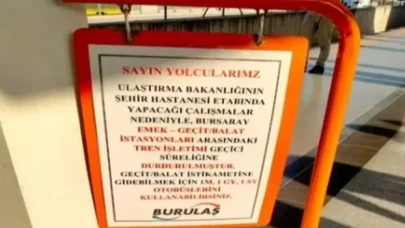 SAYIN YOLCULARIMZ
ULAŞTIRMA BAKANLIĞININ
ŞEHİR HASTANESİ ETABINDA
YAPACAĞI ÇALIŞMALAR
NEDENİYLE, BURSARAY
EMEK – GEÇİT/BALAT
İSTASYONLARI ARASINDAKI
TREN İŞLETİMİ GEÇİCİ
SÜRELİĞİNE
DURDURULMUŞTUR.
GEÇİT/BALAT İSTİKAMETİNE
GİDEBİLMEK İÇİN 1M, 1 GY, 1 SY
OTOBÜSLERİNİ
KULLANABİLİRSİNİZ.
BURULAŞ